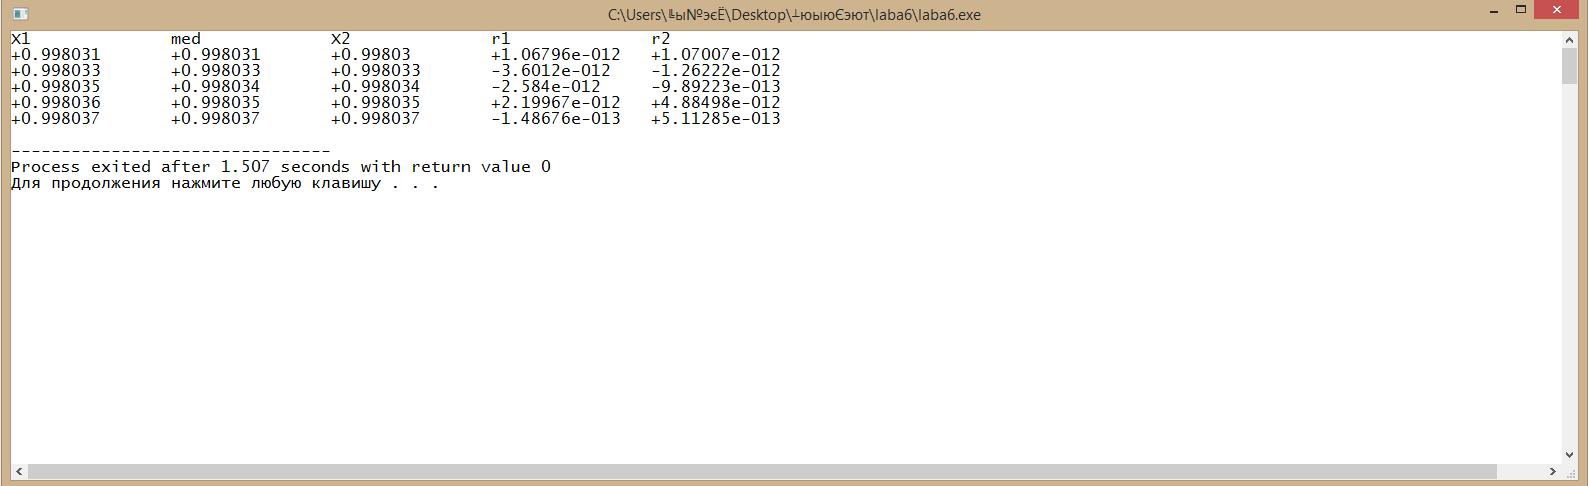 C:\Users\╚ы№эєЁ\Desktop\┴юыюЄэют\laba6\laba6.exe
X1 med X2 r1 r2
+0.998031 +0.998031 +0.99803 +1.06796e-012 +1.07007e-012
+0.998033 +0.998033 +0.998033 -3.6012e-012 -1.26222e-012
+0.998035 +0.998034 +0.998034 -2.584e-012 -9.89223e-013
+0.998036 +0.998035 +0.998035 +2.19967e-012 +4.88498e-012
+0.998037 +0.998037 +0.998037 -1.48676e-013 +5.11285e-013
--------------------------------
Process exited after 1.507 seconds with return value 0
Для продолжения нажмите любую клавишу . . .